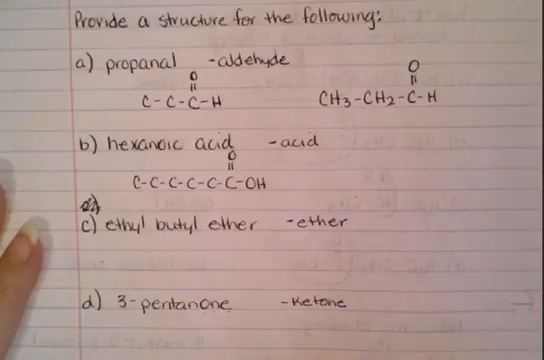 Provide a structure for the following:
a) propanal -aldehyde
O O
|| ||
C-C-C-H CH3-CH2-C-H
b) hexanoic acid -acid
O
||
C-C-C-C-C-C-OH
c) ethyl butyl ether -ether
d) 3-pentanone -Ketone